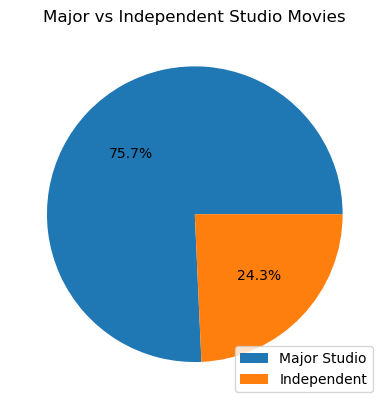 Major vs Independent Studio Movies
75.7%
24.3%
Major Studio
Independent